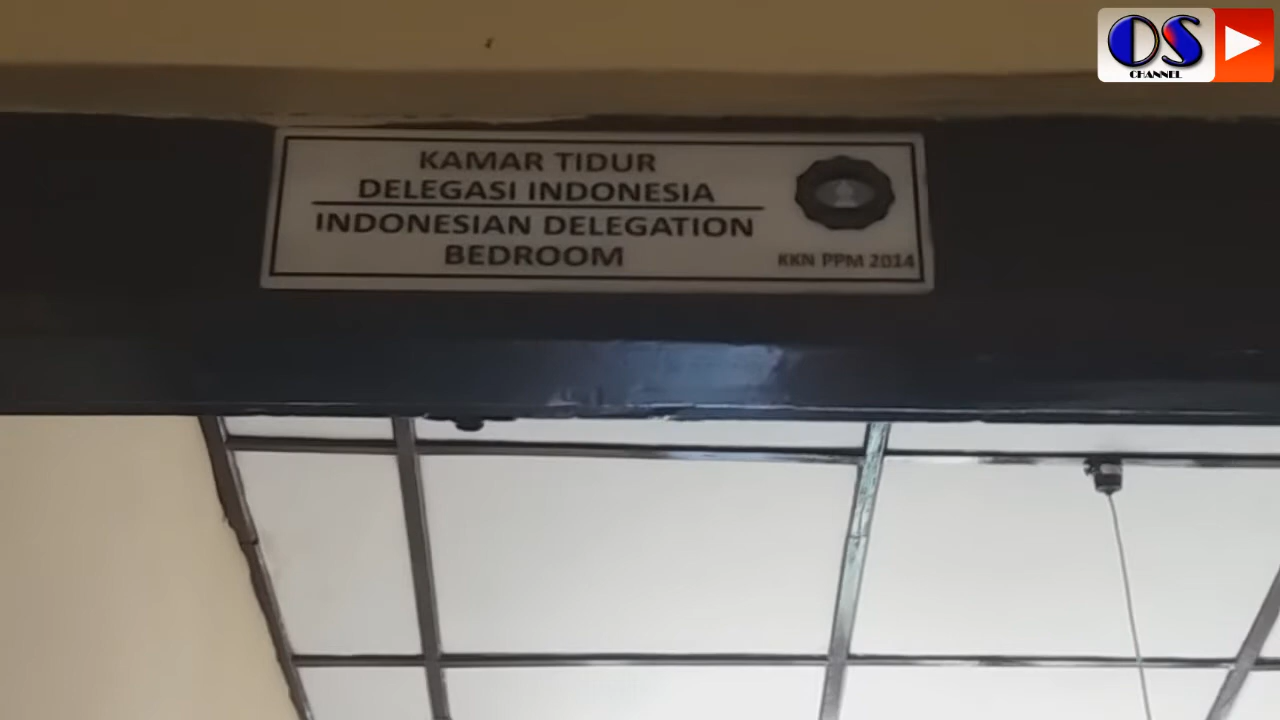 KAMAR TIDUR
DELEGASI INDONESIA
INDONESIAN DELEGATION
BEDROOM
KKN PPM 2014
OS
CHANNEL